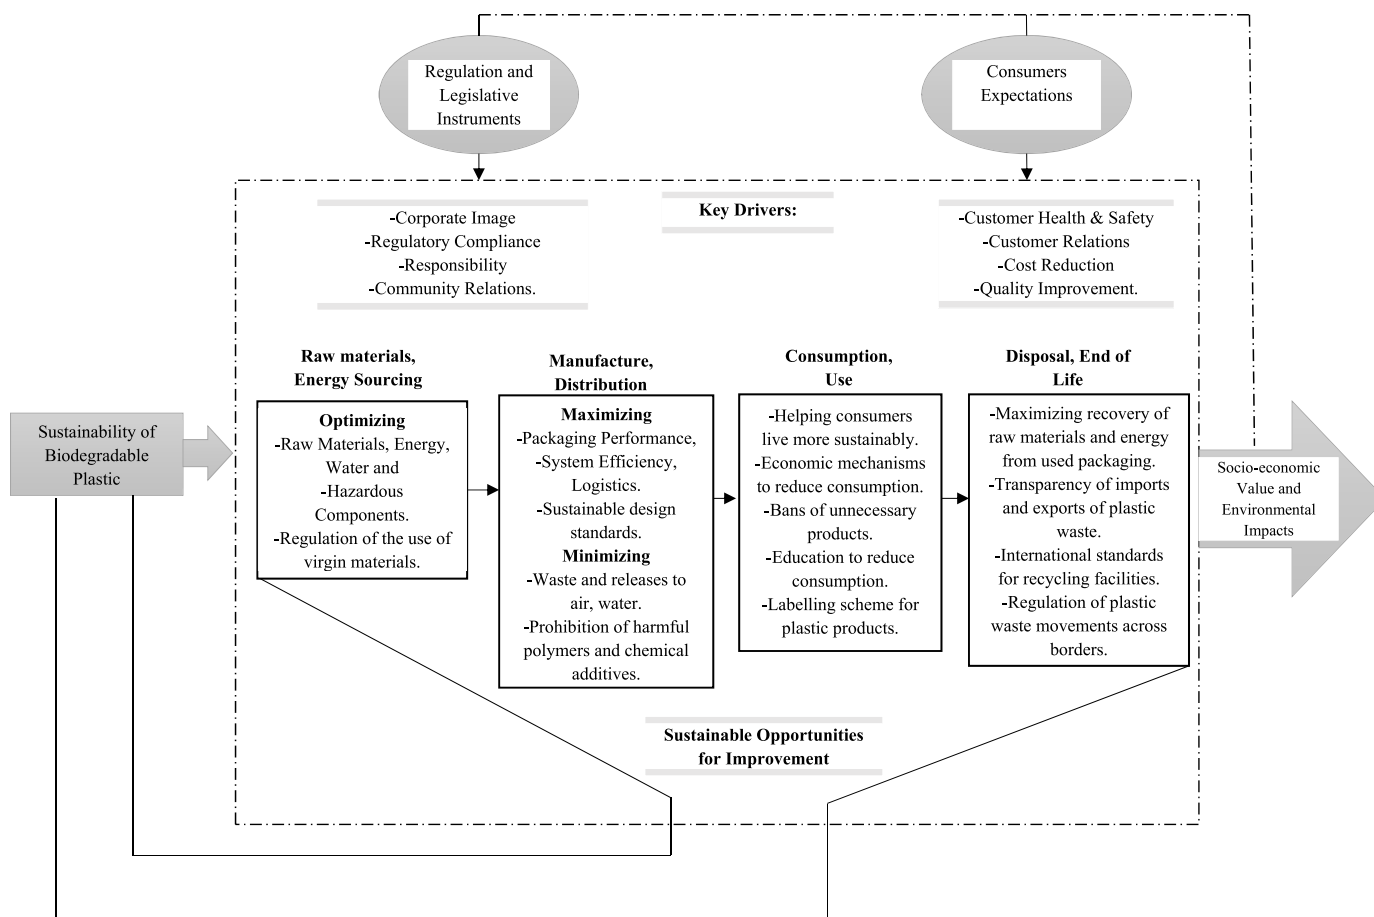 Regulation and
Legislative
Instruments
Consumers
Expectations
Key Drivers:
-Corporate Image
-Regulatory Compliance
-Responsibility
-Community Relations.
-Customer Health & Safety
-Customer Relations
-Cost Reduction
-Quality Improvement.
Sustainability of
Biodegradable
Plastic
Raw materials,
Energy Sourcing
Optimizing
-Raw Materials, Energy,
Water and
-Hazardous
Components.
-Regulation of the use of
virgin materials.
Manufacture,
Distribution
Maximizing
-Packaging Performance,
-System Efficiency,
Logistics.
-Sustainable design
standards.
Minimizing
-Waste and releases to
air, water.
-Prohibition of harmful
polymers and chemical
additives.
Consumption,
Use
-Helping consumers
live more sustainably.
-Economic mechanisms
to reduce consumption.
-Bans of unnecessary
products.
-Education to reduce
consumption.
-Labelling scheme for
plastic products.
Disposal, End of
Life
-Maximizing recovery of
raw materials and energy
from used packaging.
-Transparency of imports
and exports of plastic
waste.
-International standards
for recycling facilities.
-Regulation of plastic
waste movements across
borders.
Socio-economic
Value and
Environmental
Impacts
Sustainable Opportunities
for Improvement